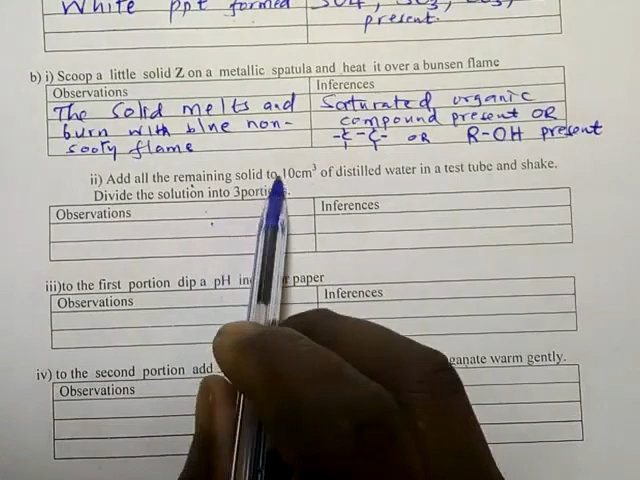 White ppt formed
present.
b) i) Scoop a little solid Z on a metallic spatula and heat it over a bunsen flame
Observations Inferences
The solid melts and Saturated organic
burn with blue non- compound present OR
sooty flame -C-C- OR R-OH present
ii) Add all the remaining solid to 10cm³ of distilled water in a test tube and shake.
Divide the solution into
Observations Inferences
iii)to the first portion dip a pH paper
Observations Inferences
iv) to the second portion add warm gently.
Observations